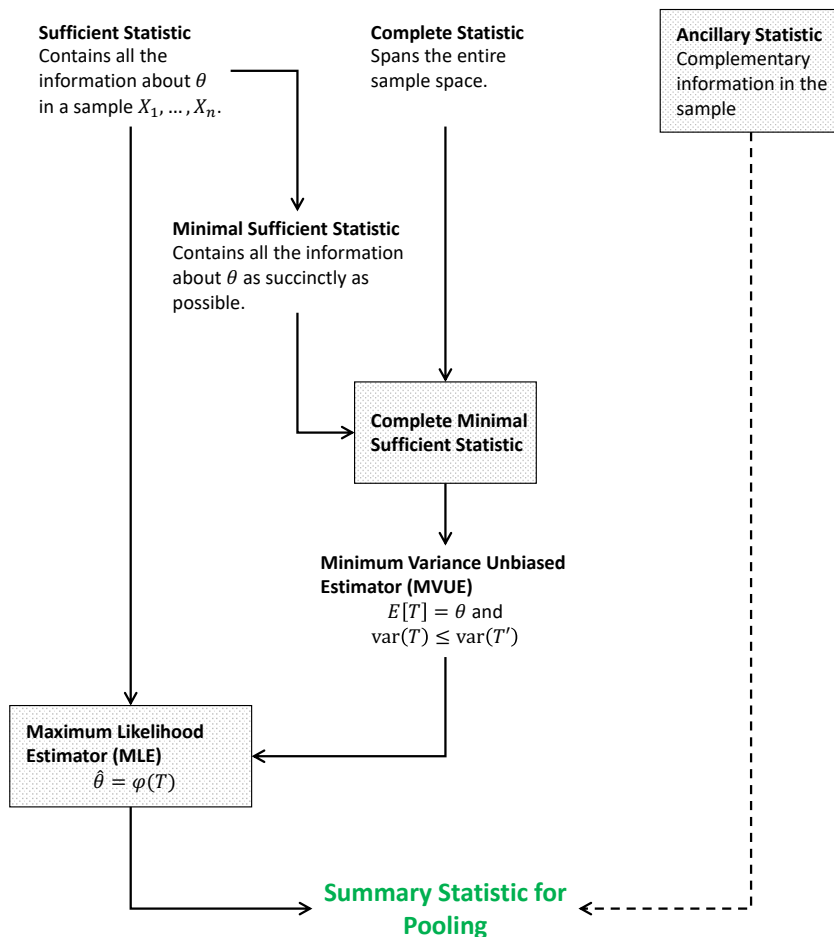 Sufficient Statistic
Contains all the
information about θ
in a sample X₁, … , Xₙ.
Complete Statistic
Spans the entire
sample space.
Ancillary Statistic
Complementary
information in the
sample
Minimal Sufficient Statistic
Contains all the information
about θ as succinctly as
possible.
Complete Minimal
Sufficient Statistic
Minimum Variance Unbiased
Estimator (MVUE)
E[T] = θ and
var(T) ≤ var(T′)
Maximum Likelihood
Estimator (MLE)
θ̂ = φ(T)
Summary Statistic for
Pooling